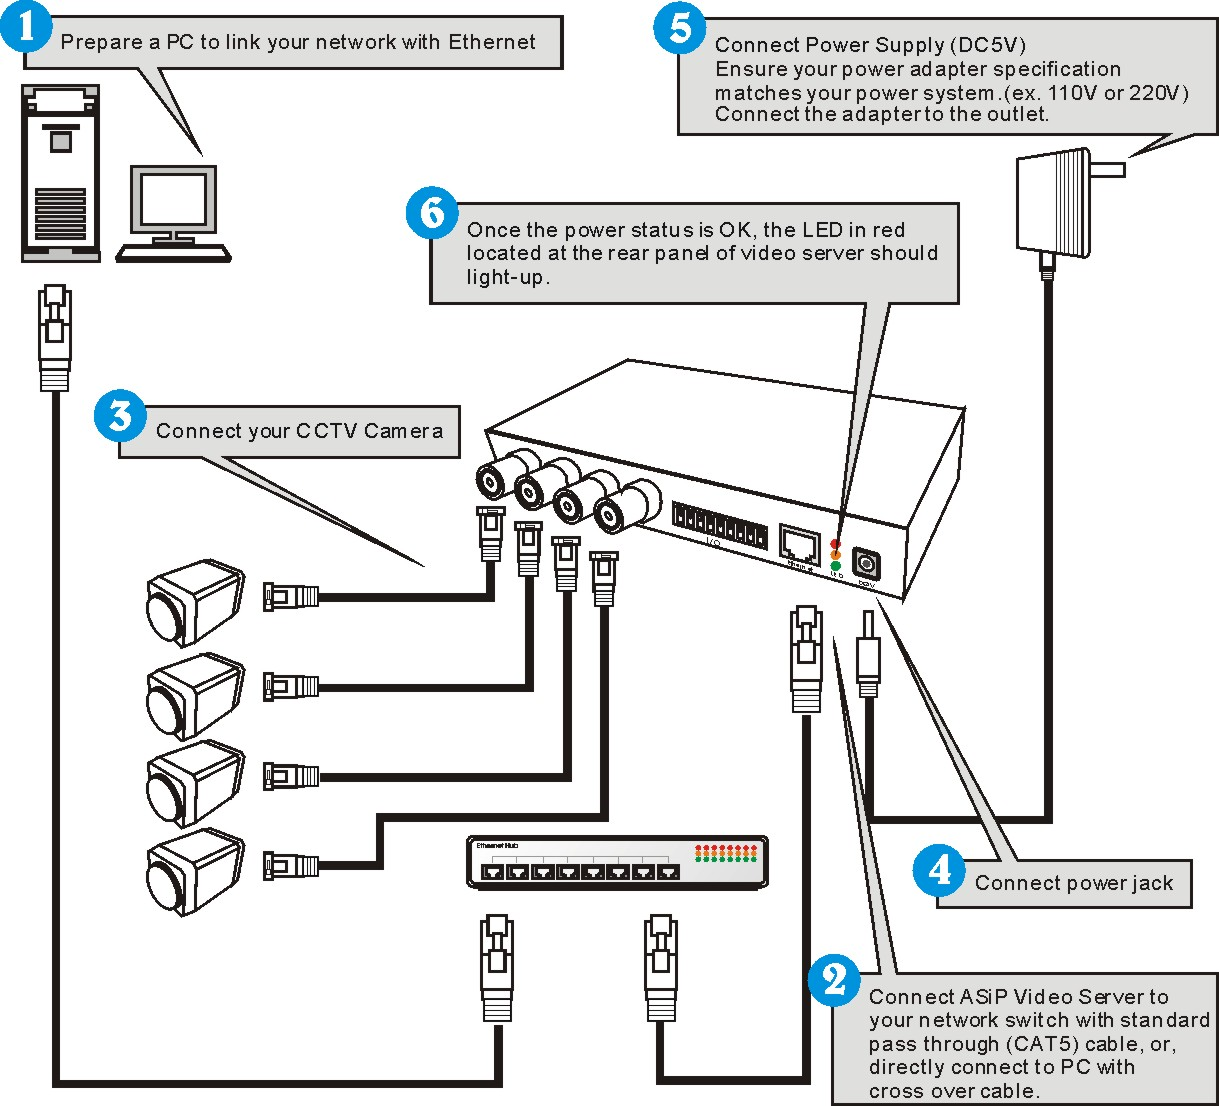 1
Prepare a PC to link your network with Ethernet
5
Connect Power Supply (DC5V)
Ensure your power adapter specification
matches your power system.(ex. 110V or 220V)
Connect the adapter to the outlet.
6
Once the power status is OK, the LED in red
located at the rear panel of video server should
light-up.
3
Connect your CCTV Camera
I/O
Ethernet
LED
DC5V
Ethernet Hub
4
Connect power jack
2
Connect ASiP Video Server to
your network switch with standard
pass through (CAT5) cable, or,
directly connect to PC with
cross over cable.